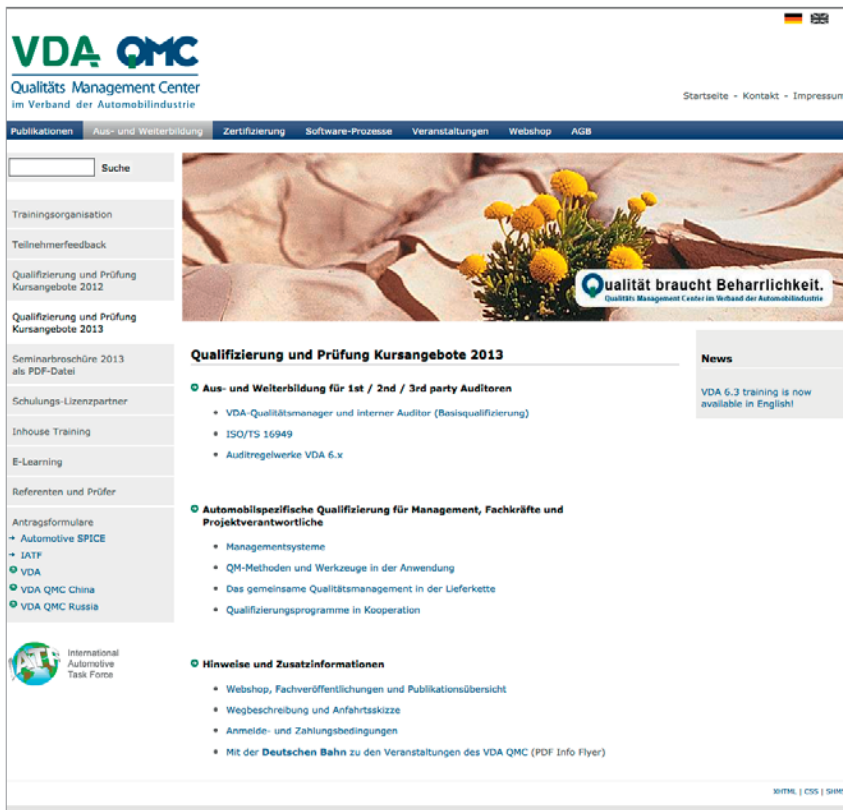 VDA QMC
Qualitäts Management Center
im Verband der Automobilindustrie
Startseite - Kontakt - Impressum
Publikationen Aus- und Weiterbildung Zertifizierung Software-Prozesse Veranstaltungen Webshop AGB
Suche
Trainingsorganisation
Teilnehmerfeedback
Qualifizierung und Prüfung
Kursangebote 2012
Qualifizierung und Prüfung
Kursangebote 2013
Seminarbroschüre 2013
als PDF-Datei
Schulungs-Lizenzpartner
Inhouse Training
E-Learning
Referenten und Prüfer
Antragsformulare
Automotive SPICE
IATF
VDA
VDA QMC China
VDA QMC Russia
IATF
International
Automotive
Task Force
Qualität braucht Beharrlichkeit.
Qualitäts Management Center im Verband der Automobilindustrie
Qualifizierung und Prüfung Kursangebote 2013
Aus- und Weiterbildung für 1st / 2nd / 3rd party Auditoren
• VDA-Qualitätsmanager und interner Auditor (Basisqualifizierung)
• ISO/TS 16949
• Auditregelwerke VDA 6.x
Automobilspezifische Qualifizierung für Management, Fachkräfte und
Projektverantwortliche
• Managementsysteme
• QM-Methoden und Werkzeuge in der Anwendung
• Das gemeinsame Qualitätsmanagement in der Lieferkette
• Qualifizierungsprogramme in Kooperation
Hinweise und Zusatzinformationen
• Webshop, Fachveröffentlichungen und Publikationsübersicht
• Wegbeschreibung und Anfahrtsskizze
• Anmelde- und Zahlungsbedingungen
• Mit der Deutschen Bahn zu den Veranstaltungen des VDA QMC (PDF Info Flyer)
News
VDA 6.3 training is now
available in English!
XHTML | CSS |